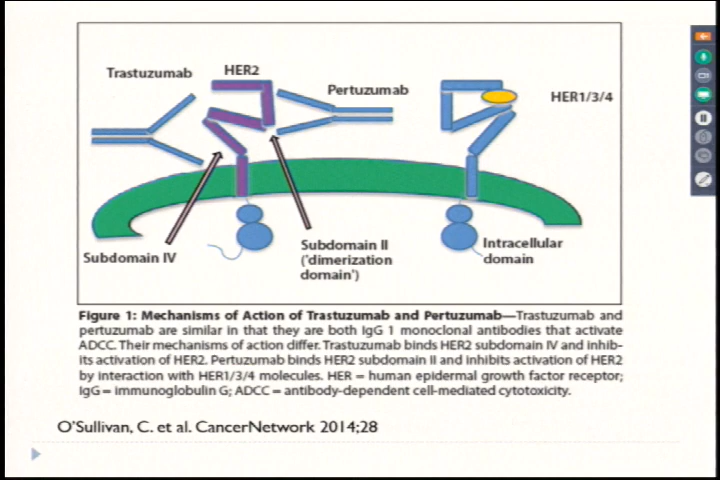 Trastuzumab
HER2
Pertuzumab
HER1/3/4
Subdomain IV
Subdomain II
('dimerization
domain')
Intracellular
domain
Figure 1: Mechanisms of Action of Trastuzumab and Pertuzumab—Trastuzumab and
pertuzumab are similar in that they are both IgG 1 monoclonal antibodies that activate
ADCC. Their mechanisms of action differ. Trastuzumab binds HER2 subdomain IV and inhib-
its activation of HER2. Pertuzumab binds HER2 subdomain II and inhibits activation of HER2
by interaction with HER1/3/4 molecules. HER = human epidermal growth factor receptor;
IgG = immunoglobulin G; ADCC = antibody-dependent cell-mediated cytotoxicity.
O'Sullivan, C. et al. CancerNetwork 2014;28